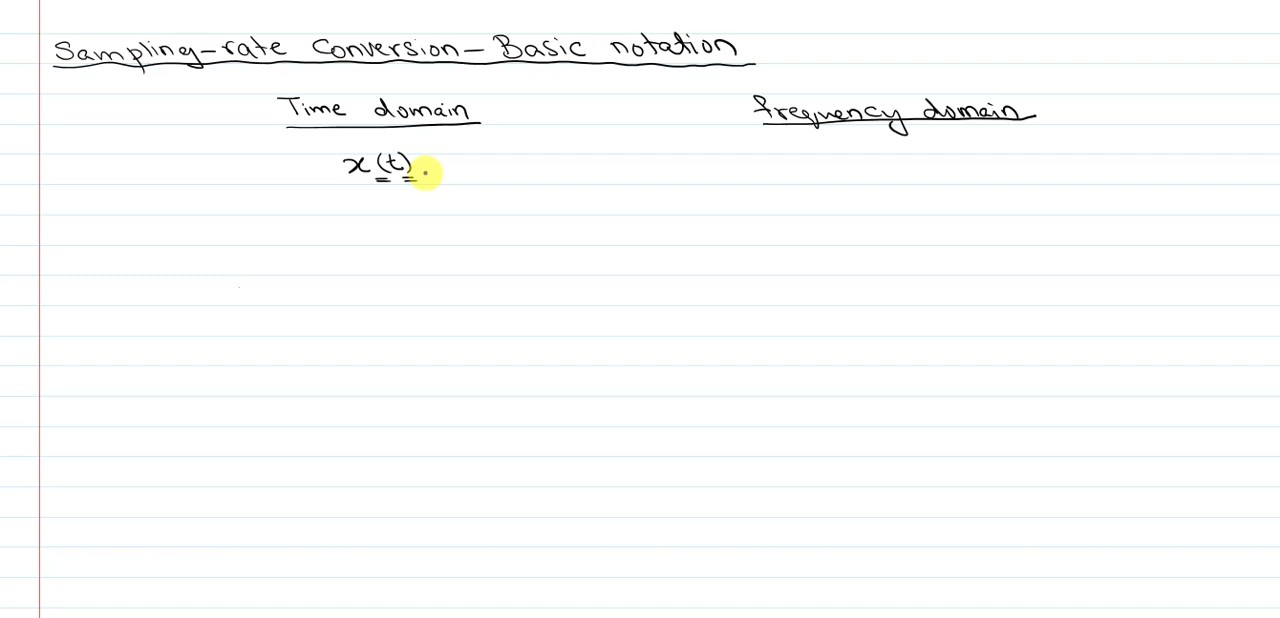 Sampling-rate Conversion - Basic notation
Time domain frequency domain
x(t)